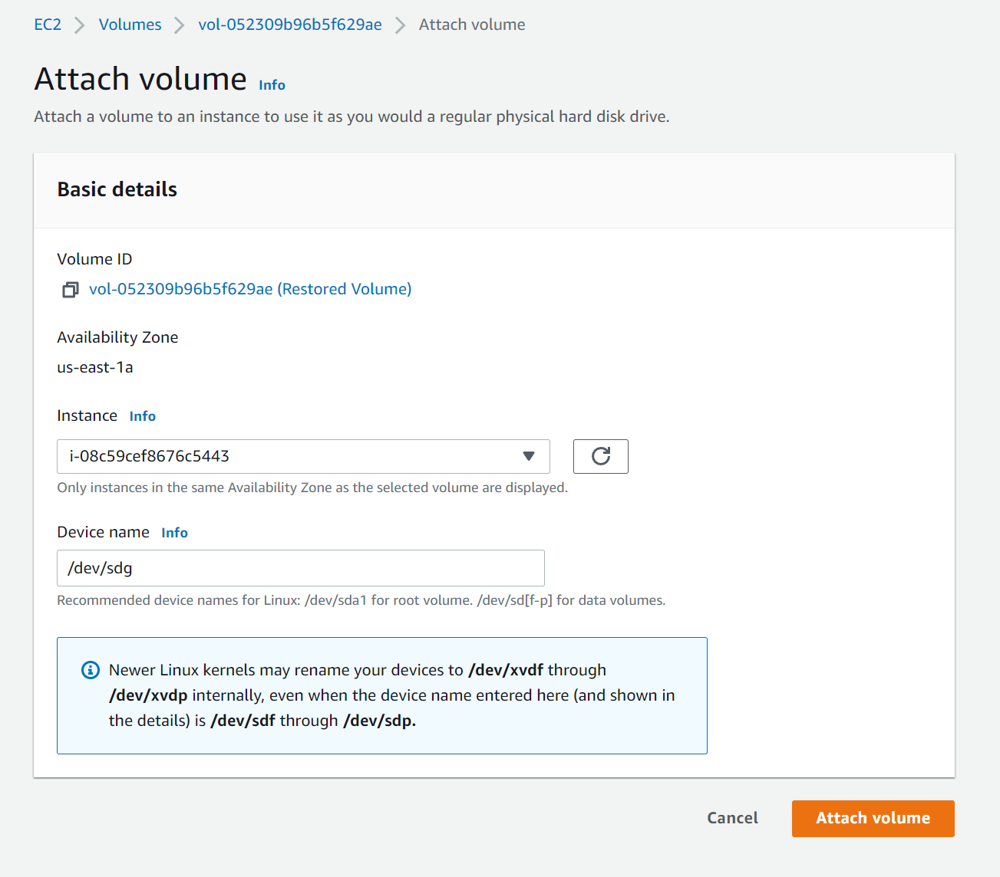 EC2 Volumes vol-052309b96b5f629ae Attach volume
Attach volume Info
Attach a volume to an instance to use it as you would a regular physical hard disk drive.
Basic details
Volume ID
vol-052309b96b5f629ae (Restored Volume)
Availability Zone
us-east-1a
Instance Info
i-08c59cef8676c5443
Only instances in the same Availability Zone as the selected volume are displayed.
Device name Info
/dev/sdg
Recommended device names for Linux: /dev/sda1 for root volume. /dev/sd[f-p] for data volumes.
Newer Linux kernels may rename your devices to /dev/xvdf through
/dev/xvdp internally, even when the device name entered here (and shown in
the details) is /dev/sdf through /dev/sdp.
Cancel Attach volume